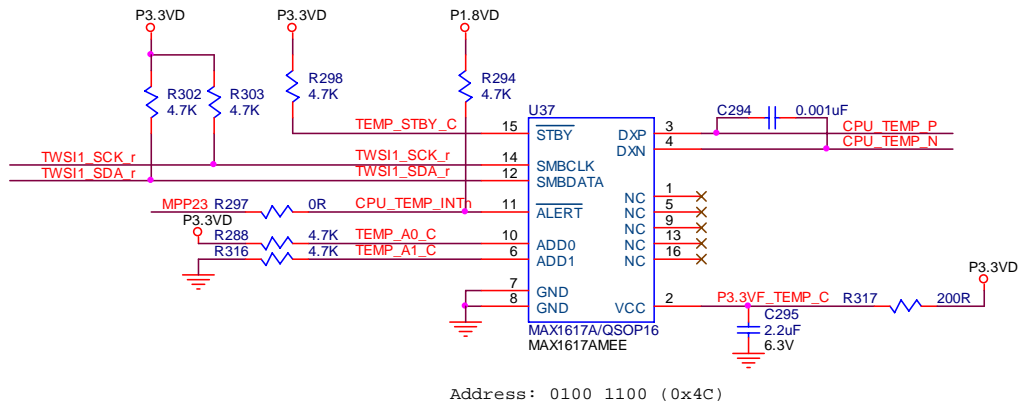 P3.3VD
P3.3VD
P1.8VD
R302
4.7K
R303
4.7K
R298
4.7K
R294
4.7K
U37
C294
0.001uF
TEMP_STBY_C
15
STBY
DXP
3
CPU_TEMP_P
DXN
4
CPU_TEMP_N
TWSI1_SCK_r
TWSI1_SCK_r
14
SMBCLK
TWSI1_SDA_r
TWSI1_SDA_r
12
SMBDATA
NC
1
NC
5
NC
9
NC
13
NC
16
MPP23
R297
0R
CPU_TEMP_INTn
11
ALERT
P3.3VD
R288
4.7K
TEMP_A0_C
10
ADD0
R316
4.7K
TEMP_A1_C
6
ADD1
7
GND
8
GND
VCC
2
P3.3VF_TEMP_C
R317
200R
P3.3VD
C295
2.2uF
6.3V
MAX1617A/QSOP16
MAX1617AMEE
Address: 0100 1100 (0x4C)